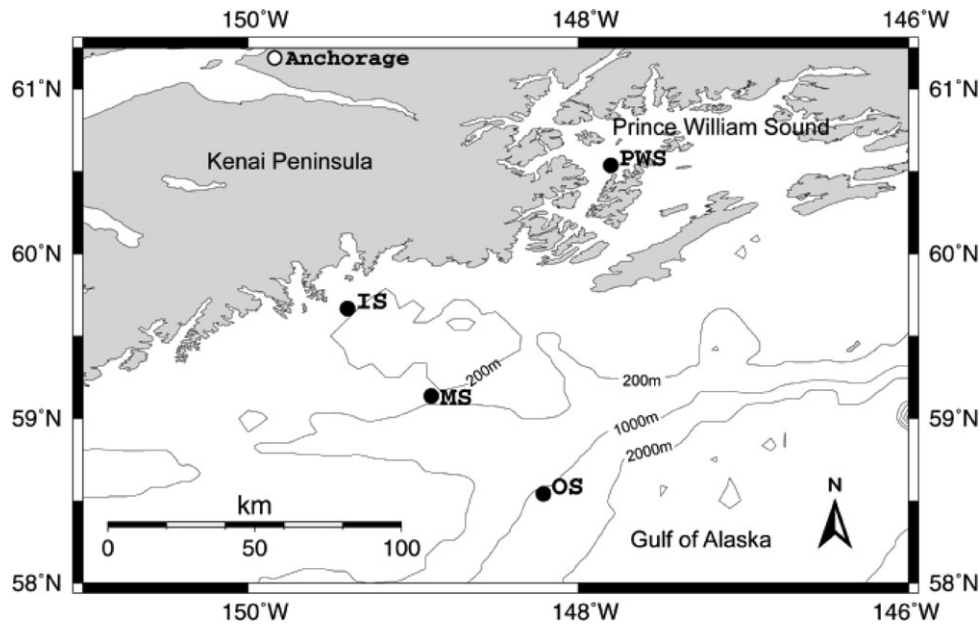 150˚W 148˚W 146˚W
Anchorage
61˚N 61˚N
Prince William Sound
Kenai Peninsula PWS
60˚N 60˚N
IS
200m 200m
MS
59˚N 59˚N
1000m
2000m
OS
km
0 50 100
N
Gulf of Alaska
58˚N 58˚N
150˚W 148˚W 146˚W